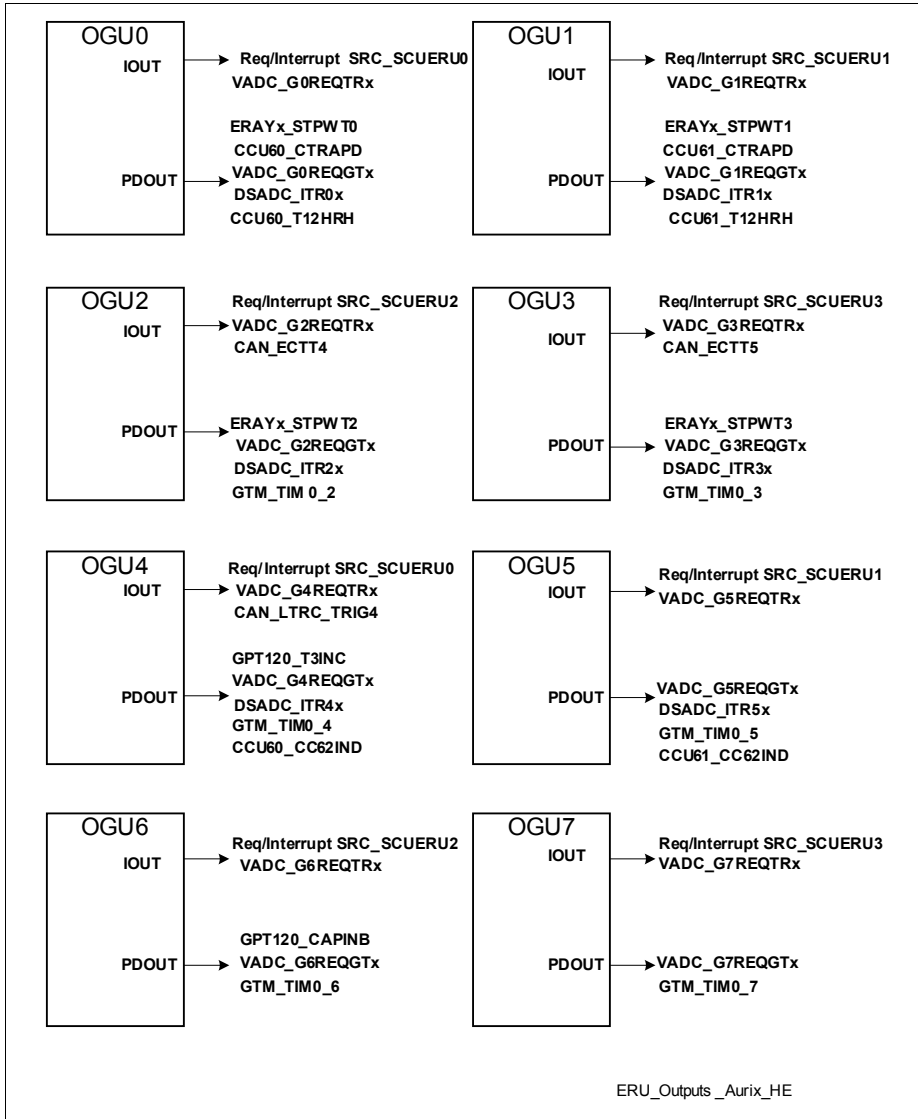 OGU0
IOUT
Req/Interrupt SRC_SCUERU0
VADC_G0REQTRx
PDOUT
ERAYx_STPWT0
CCU60_CTRAPD
VADC_G0REQGTx
DSADC_ITR0x
CCU60_T12HRH
OGU1
IOUT
Req/Interrupt SRC_SCUERU1
VADC_G1REQTRx
PDOUT
ERAYx_STPWT1
CCU61_CTRAPD
VADC_G1REQGTx
DSADC_ITR1x
CCU61_T12HRH
OGU2
IOUT
Req/Interrupt SRC_SCUERU2
VADC_G2REQTRx
CAN_ECTT4
PDOUT
ERAYx_STPWT2
VADC_G2REQGTx
DSADC_ITR2x
GTM_TIM0_2
OGU3
IOUT
Req/Interrupt SRC_SCUERU3
VADC_G3REQTRx
CAN_ECTT5
PDOUT
ERAYx_STPWT3
VADC_G3REQGTx
DSADC_ITR3x
GTM_TIM0_3
OGU4
IOUT
Req/Interrupt SRC_SCUERU0
VADC_G4REQTRx
CAN_LTRC_TRIG4
PDOUT
GPT120_T3INC
VADC_G4REQGTx
DSADC_ITR4x
GTM_TIM0_4
CCU60_CC62IND
OGU5
IOUT
Req/Interrupt SRC_SCUERU1
VADC_G5REQTRx
PDOUT
VADC_G5REQGTx
DSADC_ITR5x
GTM_TIM0_5
CCU61_CC62IND
OGU6
IOUT
Req/Interrupt SRC_SCUERU2
VADC_G6REQTRx
PDOUT
GPT120_CAPINB
VADC_G6REQGTx
GTM_TIM0_6
OGU7
IOUT
Req/Interrupt SRC_SCUERU3
VADC_G7REQTRx
PDOUT
VADC_G7REQGTx
GTM_TIM0_7
ERU_Outputs _Aurix_HE